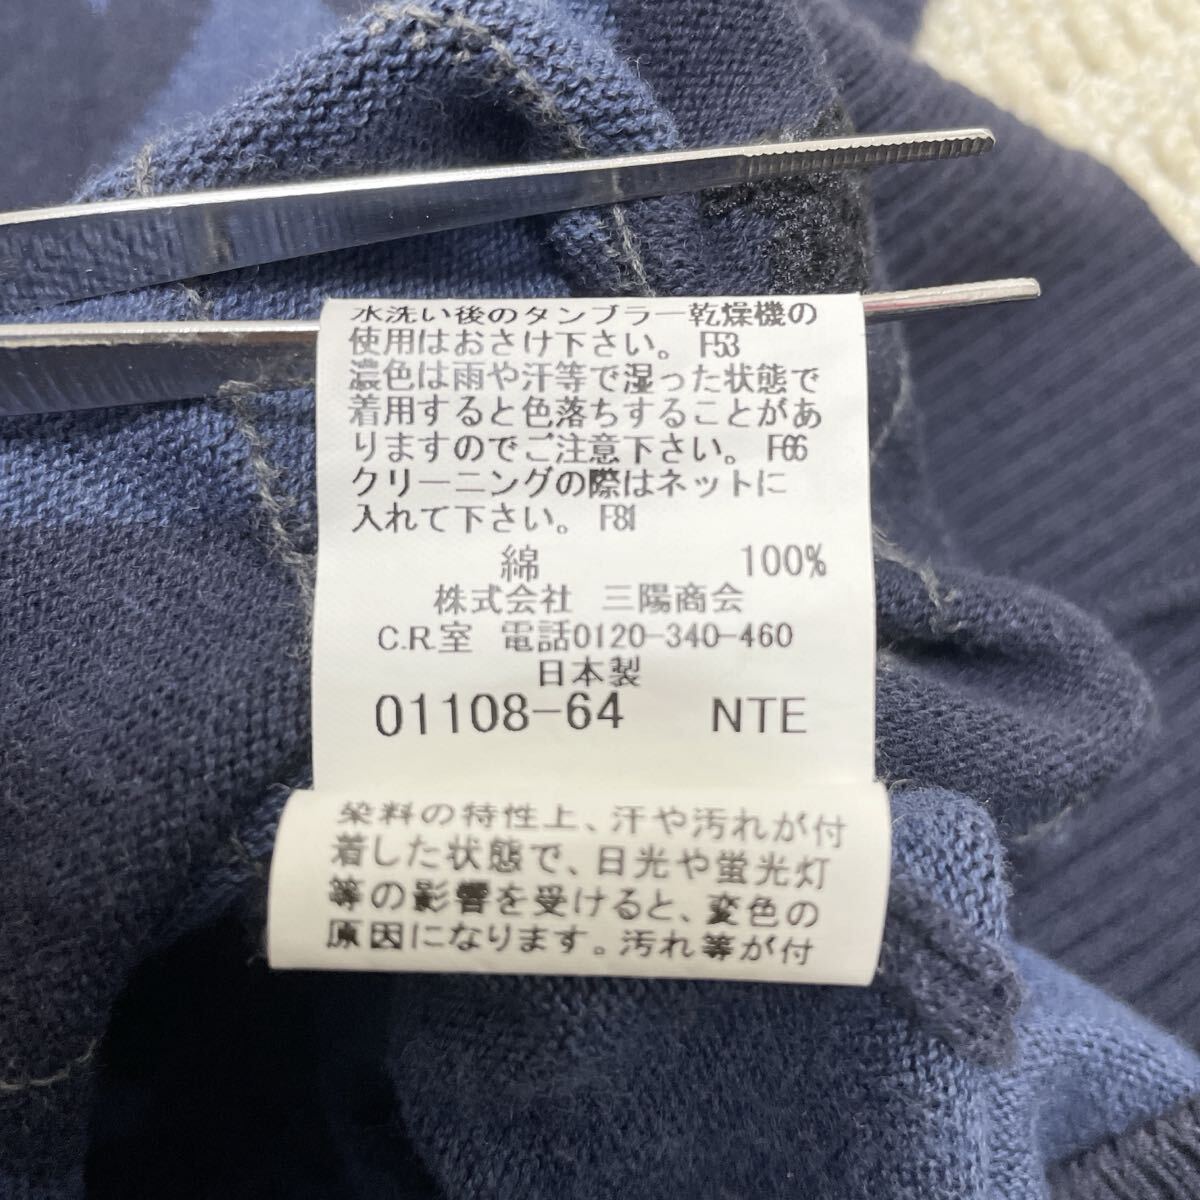 水洗い後のタンブラー乾燥機の
使用はおさけ下さい。 F53
濃色は雨や汗等で湿った状態で
着用すると色落ちすることがあ
りますのでご注意下さい。 F66
クリーニングの際はネットに
入れて下さい。 F81
綿 100%
株式会社 三陽商会
C.R.室 電話0120-340-460
日本製
01108-64 NTE
染料の特性上、汗や汚れが付
着した状態で、日光や蛍光灯
等の影響を受けると、変色の
原因になります。汚れ等が付